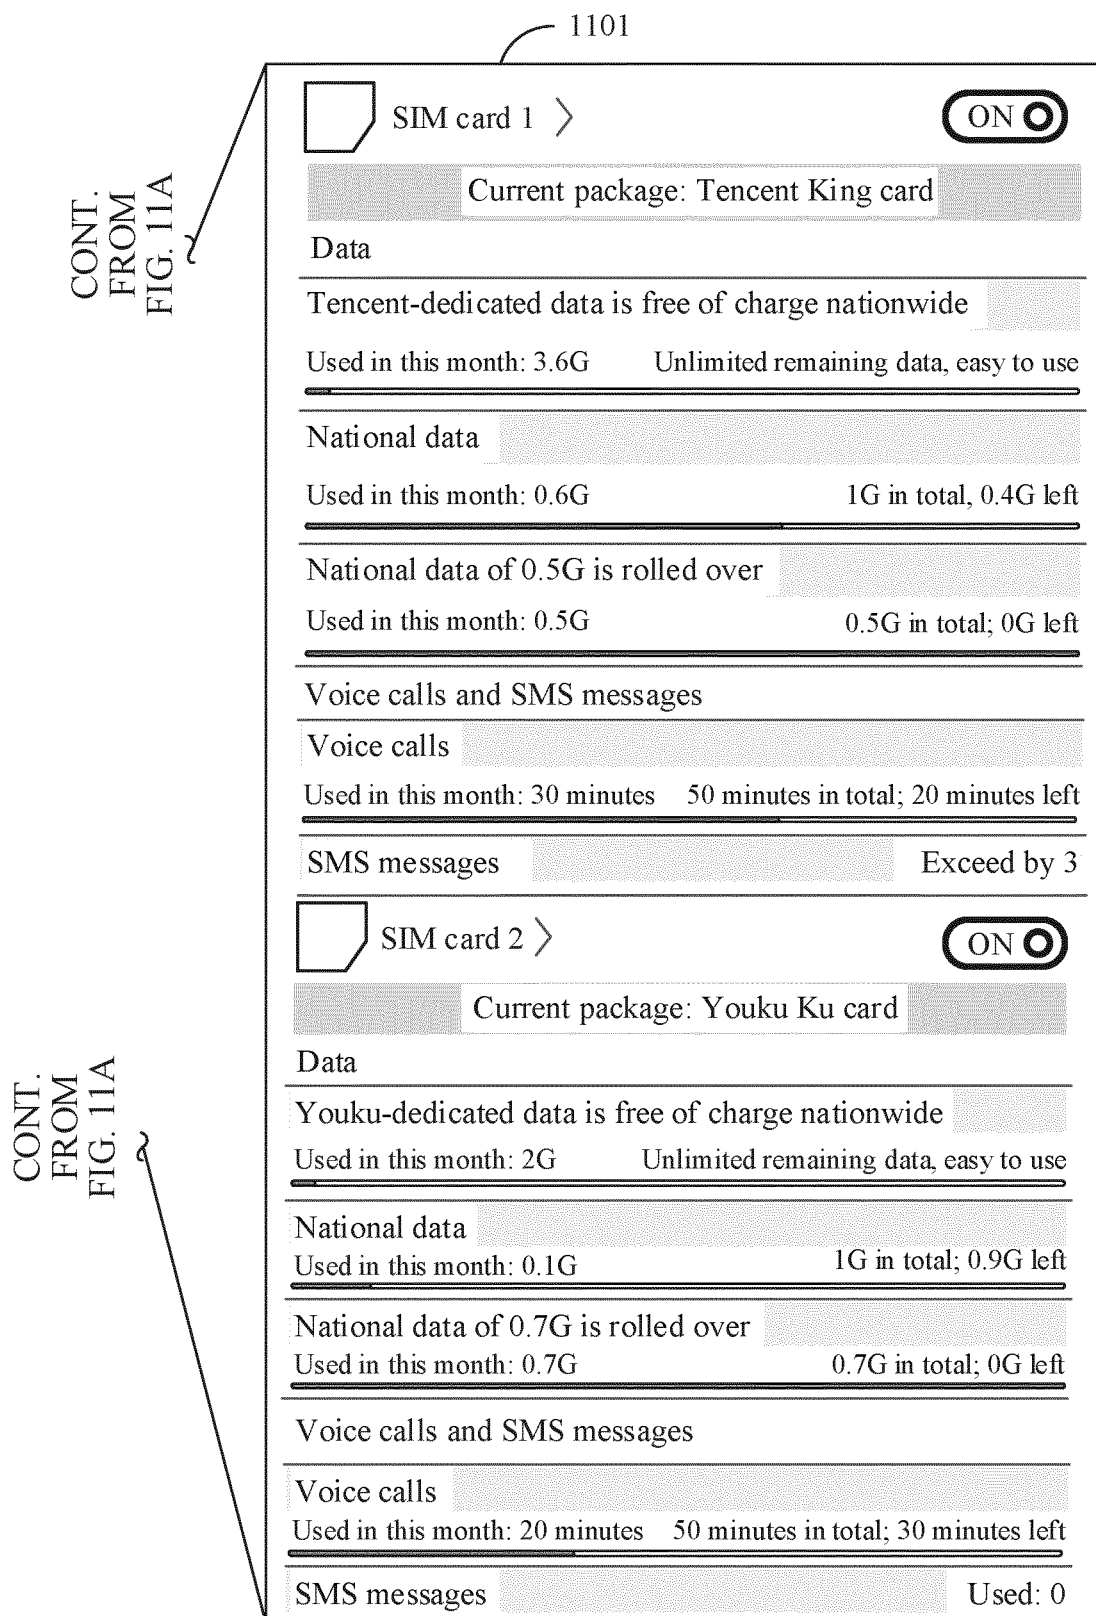 1101
CONT.
FROM
FIG. 11A
SIM card 1
ON
Current package: Tencent King card
Data
Tencent-dedicated data is free of charge nationwide
Used in this month: 3.6G Unlimited remaining data, easy to use
National data
Used in this month: 0.6G 1G in total, 0.4G left
National data of 0.5G is rolled over
Used in this month: 0.5G 0.5G in total; 0G left
Voice calls and SMS messages
Voice calls
Used in this month: 30 minutes 50 minutes in total; 20 minutes left
SMS messages Exceed by 3
SIM card 2
ON
Current package: Youku Ku card
Data
CONT.
FROM
FIG. 11A
Youku-dedicated data is free of charge nationwide
Used in this month: 2G Unlimited remaining data, easy to use
National data
Used in this month: 0.1G 1G in total; 0.9G left
National data of 0.7G is rolled over
Used in this month: 0.7G 0.7G in total; 0G left
Voice calls and SMS messages
Voice calls
Used in this month: 20 minutes 50 minutes in total; 30 minutes left
SMS messages Used: 0